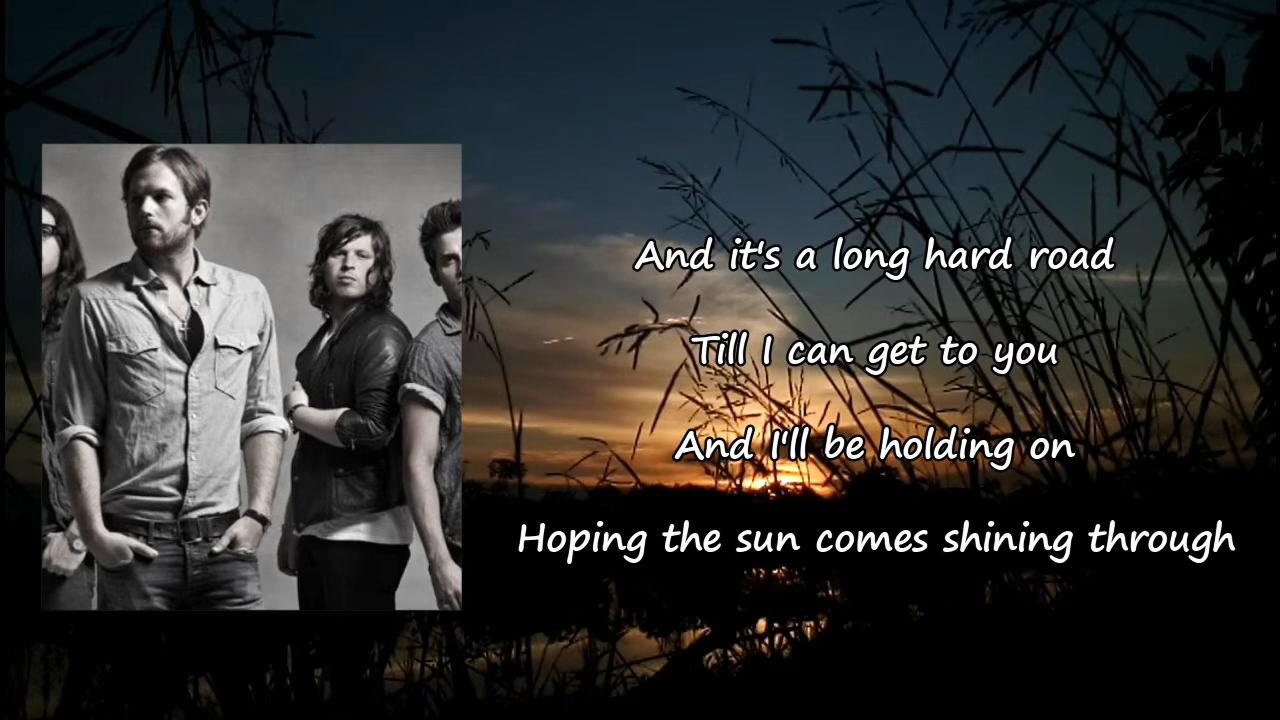 And it's a long hard road
Till I can get to you
And I'll be holding on
Hoping the sun comes shining through